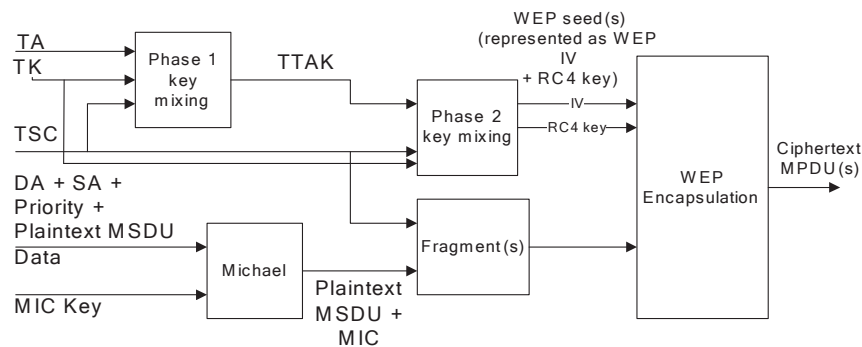 TA
TK
Phase 1
key
mixing
TTAK
WEP seed(s)
(represented as WEP
IV
+ RC4 key)
Phase 2
key mixing
IV
RC4 key
TSC
WEP
Encapsulation
Ciphertext
MPDU(s)
DA + SA +
Priority +
Plaintext MSDU
Data
Michael
Fragment(s)
MIC Key
Plaintext
MSDU +
MIC